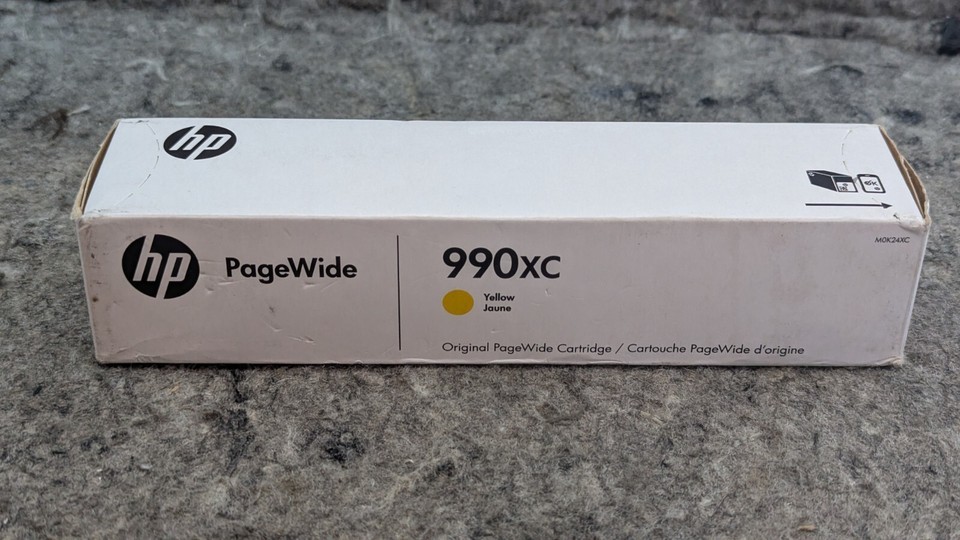 hp
hp
PageWide
990XC
Yellow
Jaune
Original PageWide Cartridge / Cartouche PageWide d'origine
M0K24XC